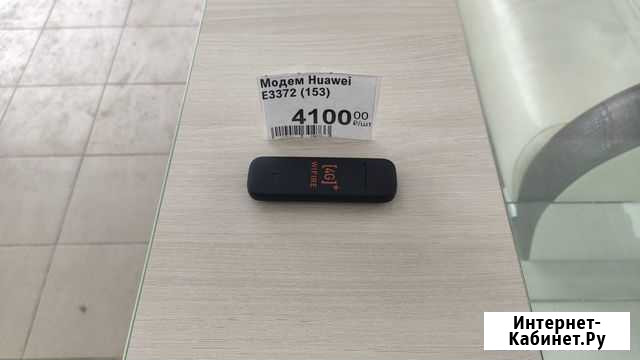 Модем Huawei
E3372 (153)
4100 00
₽/шт
[4G]+
WIFIRE
Интернет-
Кабинет.Ру